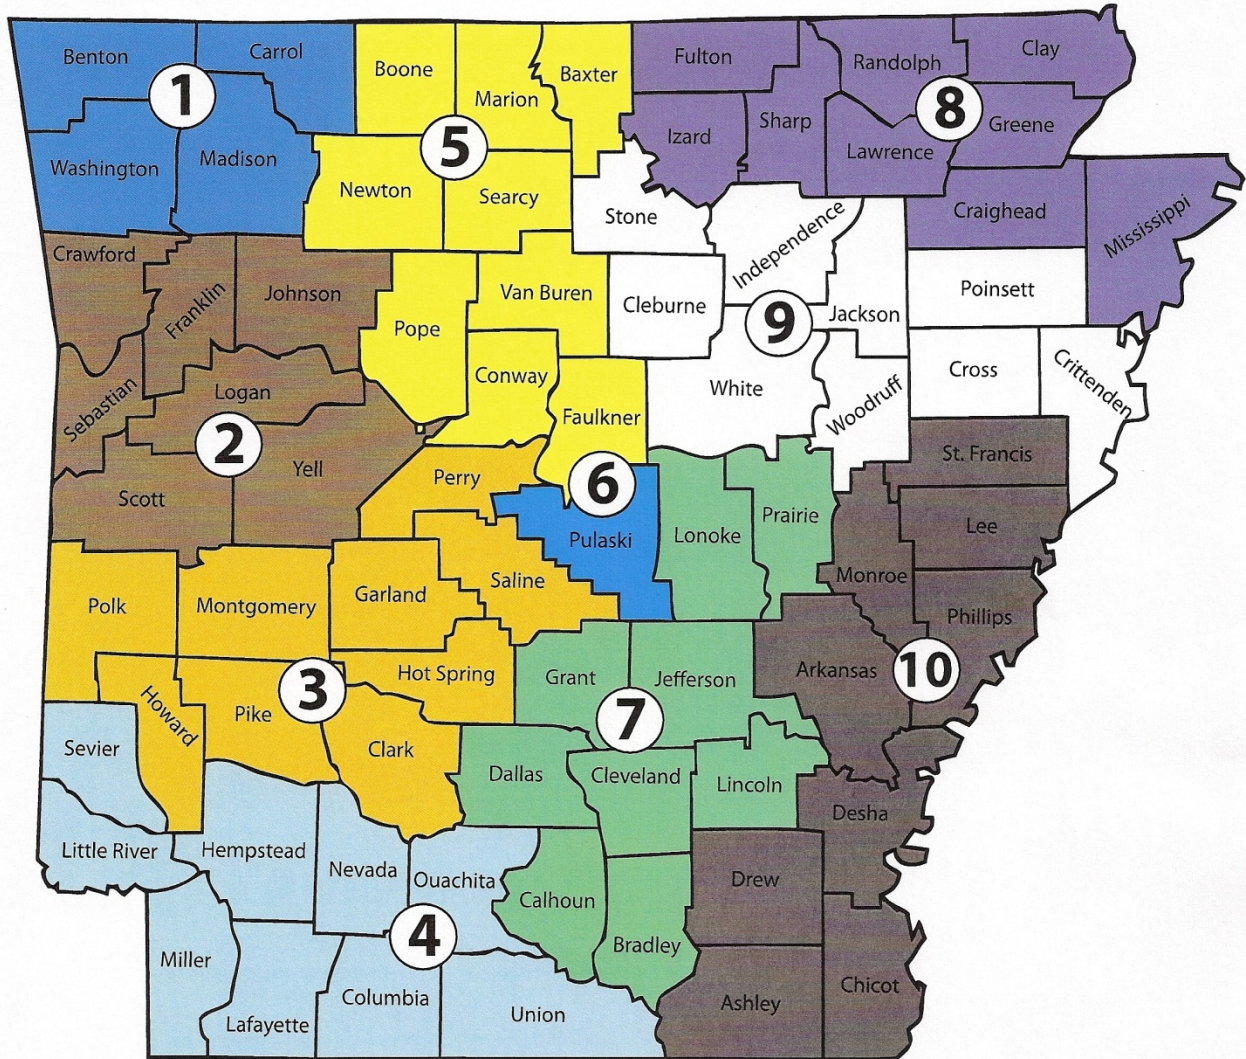 Benton
Carrol
Boone
Marion
Baxter
Fulton
Randolph
Clay
1
5
8
Izard
Sharp
Lawrence
Greene
Washington
Madison
Newton
Searcy
Stone
Independence
Craighead
Mississippi
Crawford
Franklin
Johnson
Pope
Van Buren
Cleburne
9
Jackson
Poinsett
Sebastian
Logan
Conway
Faulkner
White
Woodruff
Cross
Crittenden
2
Scott
Yell
Perry
6
Pulaski
Lonoke
Prairie
St. Francis
Lee
Monroe
Phillips
Polk
Montgomery
Garland
Saline
3
Hot Spring
Grant
Jefferson
Arkansas
10
Howard
Pike
Clark
7
Sevier
Dallas
Cleveland
Lincoln
Desha
Little River
Hempstead
Nevada
Ouachita
Calhoun
Drew
4
Bradley
Miller
Lafayette
Columbia
Union
Ashley
Chicot